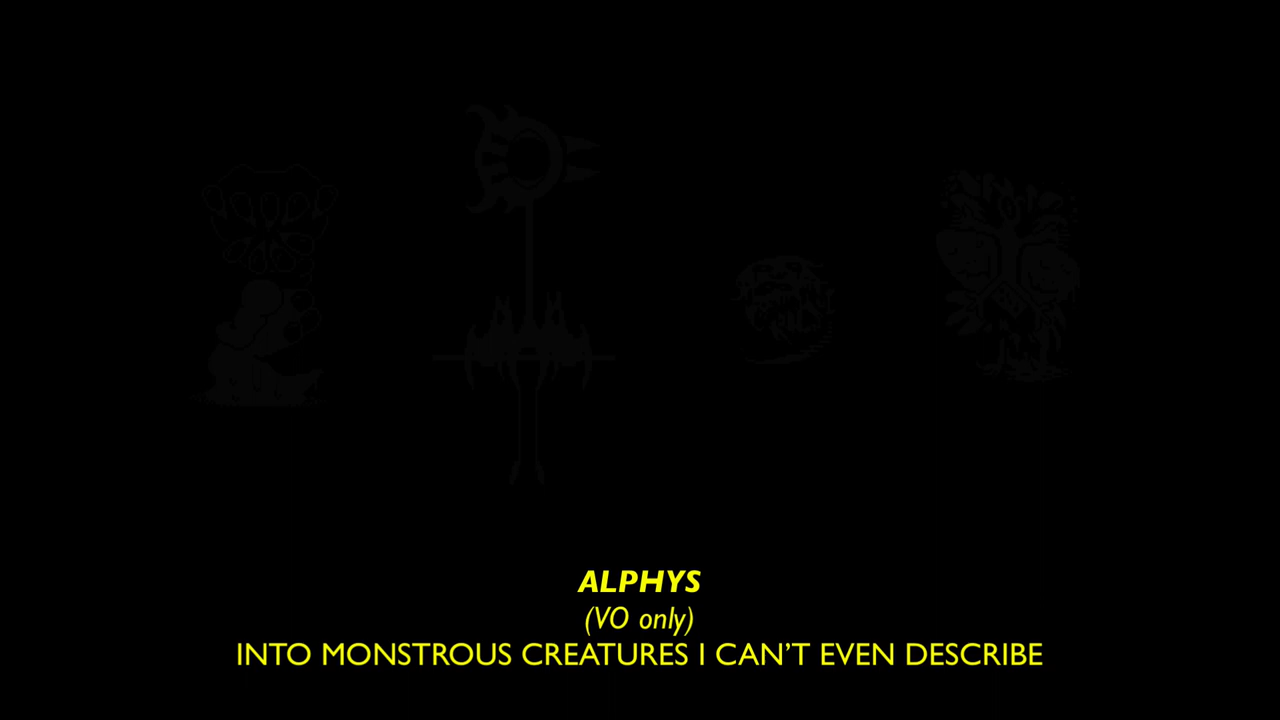 ALPHYS
(VO only)
INTO MONSTROUS CREATURES I CAN’T EVEN DESCRIBE